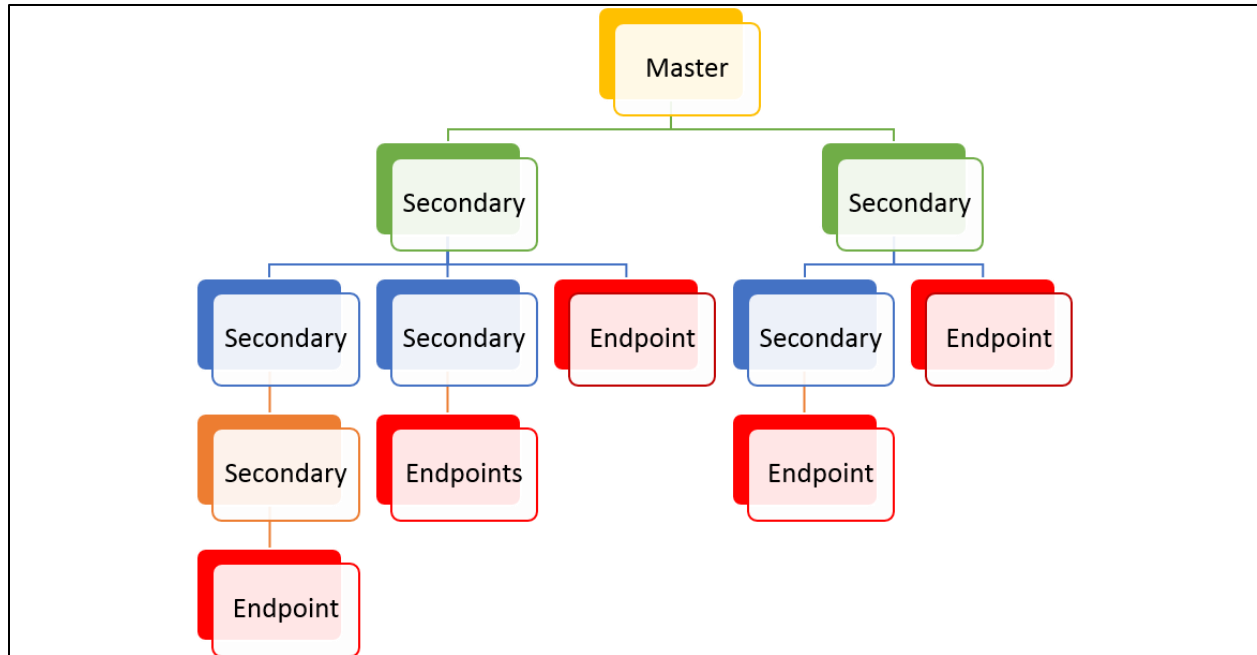 Master
Secondary
Secondary
Secondary
Secondary
Endpoint
Secondary
Endpoint
Secondary
Endpoints
Endpoint
Endpoint